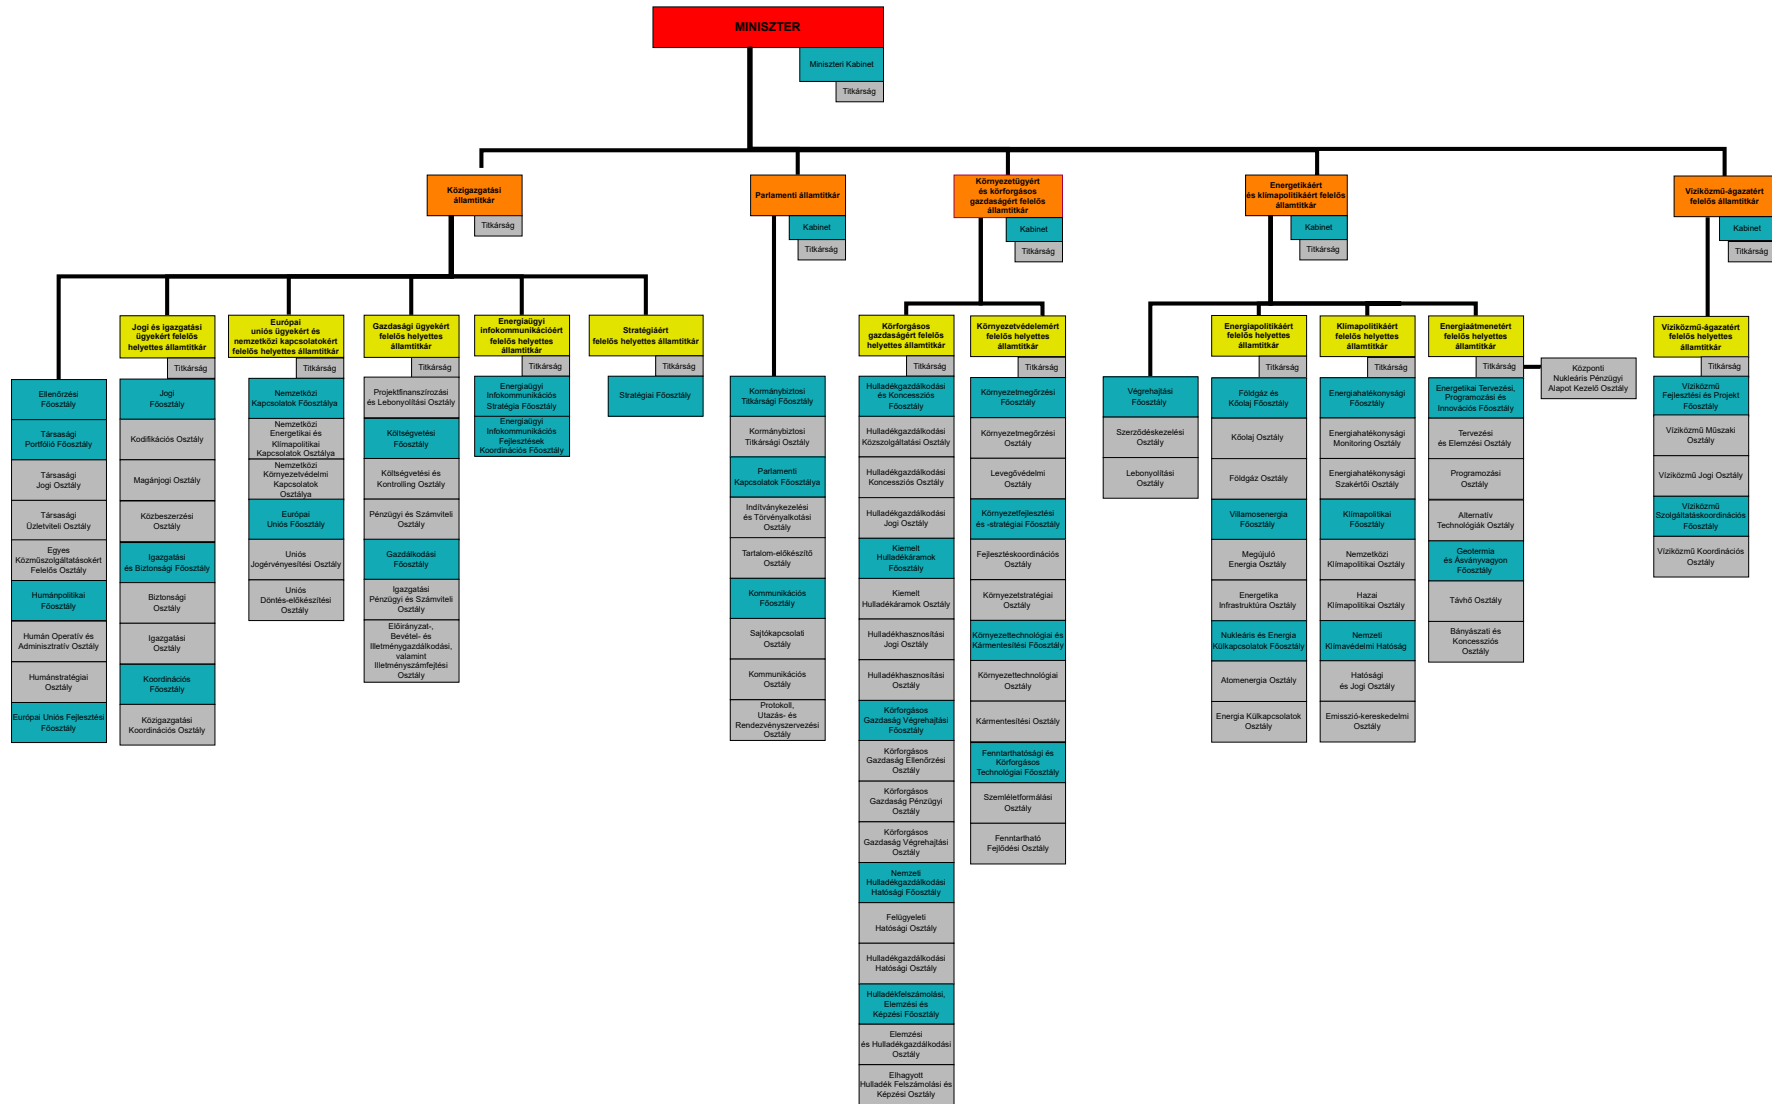 MINISZTER
Miniszteri Kabinet
Titkárság
Közigazgatási
államtitkár
Titkárság
Parlamenti államtitkár
Kabinet
Titkárság
Környezetügyért
és körforgásos
gazdaságért felelős
államtitkár
Kabinet
Titkárság
Energetikáért
és klímapolitikáért felelős
államtitkár
Kabinet
Titkárság
Víziközmű-ágazatért
felelős államtitkár
Kabinet
Titkárság
Ellenőrzési
Főosztály
Társasági
Portfólió Főosztály
Társasági
Jogi Osztály
Társasági
Üzletviteli Osztály
Egyes
Közműszolgáltatásokért
Felelős Osztály
Humánpolitikai
Főosztály
Humán Operatív és
Adminisztratív Osztály
Humánstratégiai
Osztály
Európai Uniós Fejlesztési
Főosztály
Jogi és igazgatási
ügyekért felelős
helyettes államtitkár
Titkárság
Jogi
Főosztály
Kodifikációs Osztály
Magánjogi Osztály
Közbeszerzési
Osztály
Igazgatási
és Biztonsági Főosztály
Biztonsági
Osztály
Igazgatási
Osztály
Koordinációs
Főosztály
Közigazgatási
Koordinációs Osztály
Európai
uniós ügyekért és
nemzetközi kapcsolatokért
felelős helyettes államtitkár
Titkárság
Nemzetközi
Kapcsolatok Főosztálya
Nemzetközi
Energetikai és
Klímapolitikai
Kapcsolatok Osztálya
Nemzetközi
Környezetvédelmi
Kapcsolatok
Osztálya
Európai
Uniós Főosztály
Uniós
Jogérvényesítési Osztály
Uniós
Döntés-előkészítési
Osztály
Gazdasági ügyekért
felelős helyettes
államtitkár
Titkárság
Projektfinanszírozási
és Lebonyolítási Osztály
Költségvetési
Főosztály
Költségvetési és
Kontrolling Osztály
Pénzügyi és Számviteli
Osztály
Gazdálkodási
Főosztály
Igazgatási
Pénzügyi és Számviteli
Osztály
Előirányzat-,
Bevétel- és
Illetménygazdálkodási,
valamint
Illetményszámfejtési
Osztály
Energiaügyi
infokommunikációért
felelős helyettes
államtitkár
Titkárság
Energiaügyi
Infokommunikációs
Stratégia Főosztály
Energiaügyi
Infokommunikációs
Fejlesztések
Koordinációs Főosztály
Stratégiáért
felelős helyettes államtitkár
Titkárság
Stratégiai Főosztály
Kormánybiztosi
Titkársági Főosztály
Kormánybiztosi
Titkársági Osztály
Parlamenti
Kapcsolatok Főosztálya
Indítványkezelési
és Törvényalkotási
Osztály
Tartalom-előkészítő
Osztály
Kommunikációs
Főosztály
Sajtókapcsolati
Osztály
Kommunikációs
Osztály
Protokoll,
Utazás- és
Rendezvényszervezési
Osztály
Körforgásos
gazdaságért felelős
helyettes államtitkár
Titkárság
Hulladékgazdálkodási
és Koncessziós
Főosztály
Hulladékgazdálkodási
Közszolgáltatási Osztály
Hulladékgazdálkodási
Koncessziós Osztály
Hulladékgazdálkodási
Jogi Osztály
Kiemelt
Hulladékáramok
Főosztály
Kiemelt
Hulladékáramok Osztály
Hulladékhasznosítási
Jogi Osztály
Hulladékhasznosítási
Osztály
Körforgásos
Gazdaság Végrehajtási
Főosztály
Körforgásos
Gazdaság Ellenőrzési
Osztály
Körforgásos
Gazdaság Pénzügyi
Osztály
Körforgásos
Gazdaság Végrehajtási
Osztály
Nemzeti
Hulladékgazdálkodási
Hatósági Főosztály
Felügyeleti
Hatósági Osztály
Hulladékgazdálkodási
Hatósági Osztály
Hulladékfelszámolási,
Elemzési és
Képzési Főosztály
Elemzési
és Hulladékgazdálkodási
Osztály
Elhagyott
Hulladék Felszámolási és
Képzési Osztály
Környezetvédelemért
felelős helyettes
államtitkár
Titkárság
Környezetmegőrzési
Főosztály
Környezetmegőrzési
Osztály
Levegővédelmi
Osztály
Környezetfejlesztési
és -stratégiai Főosztály
Fejlesztéskoordinációs
Osztály
Környezetstratégiai
Osztály
Környezettechnológiai és
Kármentesítési Főosztály
Környezettechnológiai
Osztály
Kármentesítési Osztály
Fenntarthatósági és
Körforgásos
Technológiai Főosztály
Szemléletformálási
Osztály
Fenntartható
Fejlődési Osztály
Végrehajtási
Főosztály
Szerződéskezelési
Osztály
Lebonyolítási
Osztály
Energiapolitikáért
felelős helyettes
államtitkár
Titkárság
Földgáz és
Kőolaj Főosztály
Kőolaj Osztály
Földgáz Osztály
Villamosenergia
Főosztály
Megújuló
Energia Osztály
Energetika
Infrastruktúra Osztály
Nukleáris és Energia
Külkapcsolatok Főosztály
Atomenergia Osztály
Energia Külkapcsolatok
Osztály
Klímapolitikáért
felelős helyettes
államtitkár
Titkárság
Energiahatékonysági
Főosztály
Energiahatékonysági
Monitoring Osztály
Energiahatékonysági
Szakértői Osztály
Klímapolitikai
Főosztály
Nemzetközi
Klímapolitikai Osztály
Hazai
Klímapolitikai Osztály
Nemzeti
Klímavédelmi Hatóság
Hatósági
és Jogi Osztály
Emisszió-kereskedelmi
Osztály
Energiaátmenetért
felelős helyettes
államtitkár
Titkárság
Központi
Nukleáris Pénzügyi
Alapot Kezelő Osztály
Energetikai Tervezési,
Programozási és
Innovációs Főosztály
Tervezési
és Elemzési Osztály
Programozási
Osztály
Alternatív
Technológiák Osztály
Geotermia
és Ásványvagyon
Főosztály
Távhő Osztály
Bányászati és
Koncessziós
Osztály
Víziközmű-ágazatért
felelős helyettes
államtitkár
Titkárság
Víziközmű
Fejlesztési és Projekt
Főosztály
Víziközmű Műszaki
Osztály
Víziközmű Jogi Osztály
Víziközmű
Szolgáltatáskoordinációs
Főosztály
Víziközmű Koordinációs
Osztály